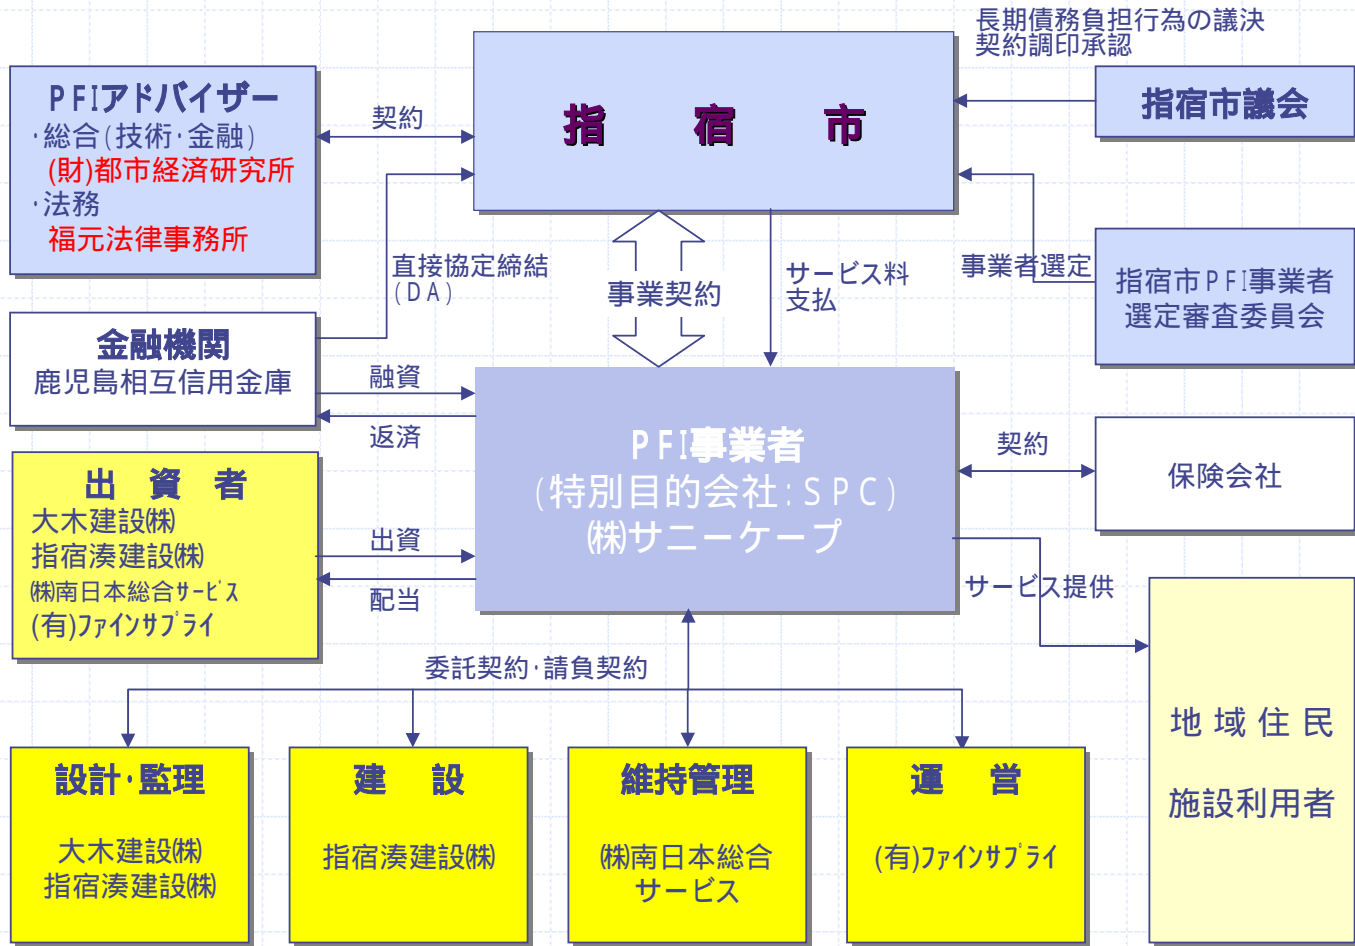 長期債務負担行為の議決
契約調印承認
指宿市
指宿市議会
PFIアドバイザー
・総合(技術・金融)
(財)都市経済研究所
・法務
福元法律事務所
契約
直接協定締結
(DA)
事業契約
サービス料
支払
事業者選定
指宿市PFI事業者
選定審査委員会
金融機関
鹿児島相互信用金庫
融資
返済
PFI事業者
(特別目的会社:SPC)
㈱サニーケープ
契約
保険会社
出資者
大木建設㈱
指宿湊建設㈱
㈱南日本総合サービス
(有)ファインサプライ
出資
配当
サービス提供
委託契約・請負契約
地域住民
施設利用者
設計・監理
大木建設㈱
指宿湊建設㈱
建設
指宿湊建設㈱
維持管理
㈱南日本総合
サービス
運営
(有)ファインサプライ